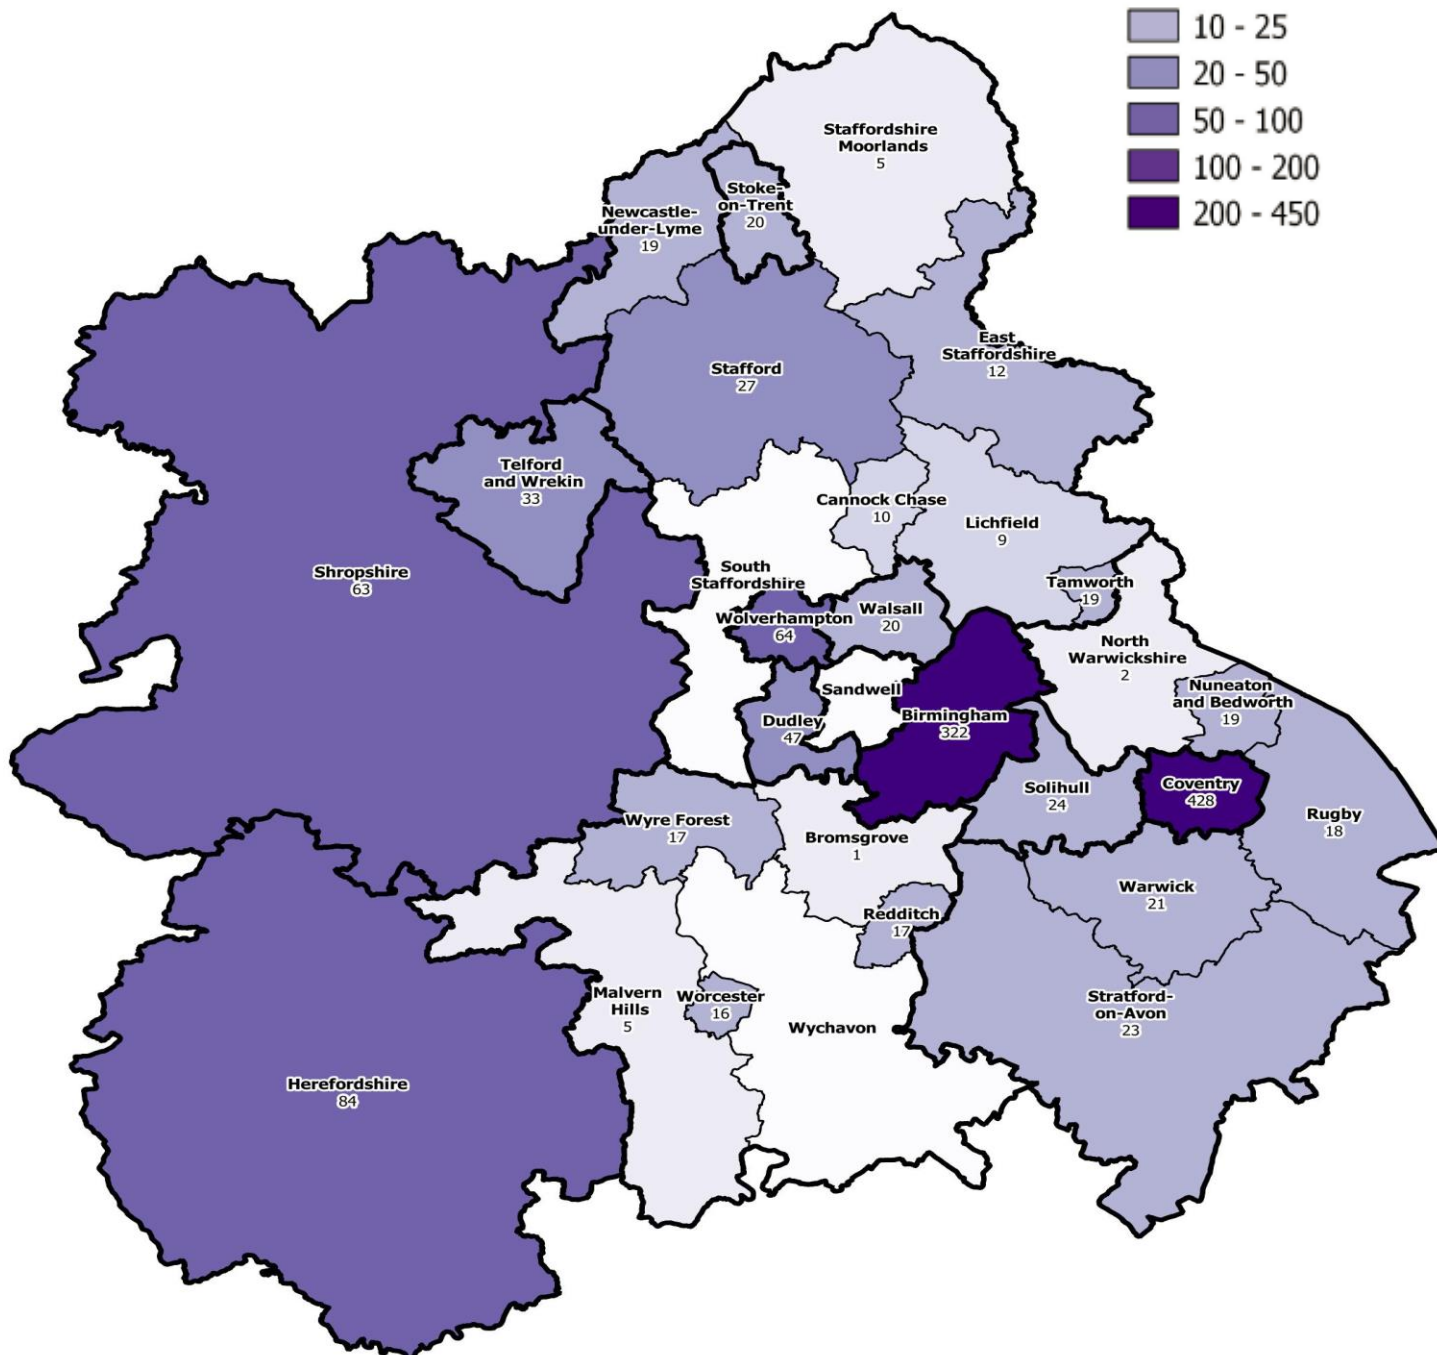 10 - 25
20 - 50
50 - 100
100 - 200
200 - 450
Staffordshire
Moorlands
5
Stoke-
on-Trent
20
Newcastle-
under-Lyme
19
East
Staffordshire
12
Stafford
27
Telford
and Wrekin
33
Cannock Chase
10
Lichfield
9
Shropshire
63
South
Staffordshire
Tamworth
19
Walsall
20
Wolverhampton
64
North
Warwickshire
2
Nuneaton
and Bedworth
19
Sandwell
Dudley
47
Birmingham
322
Solihull
24
Coventry
428
Rugby
18
Wyre Forest
17
Bromsgrove
1
Warwick
21
Redditch
17
Malvern
Hills
5
Worcester
16
Wychavon
Stratford-
on-Avon
23
Herefordshire
84